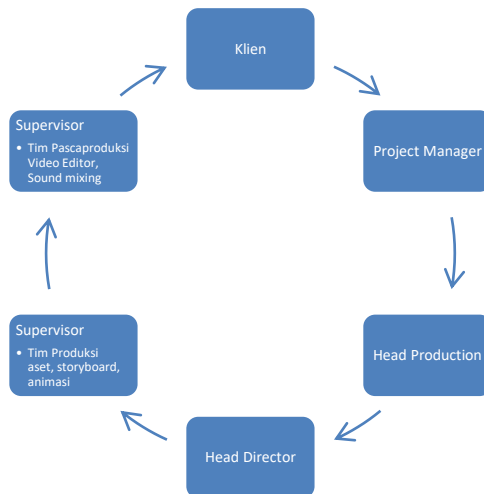 Klien
Project Manager
Head Production
Head Director
Supervisor
• Tim Produksi
aset, storyboard,
animasi
Supervisor
• Tim Pascaproduksi
Video Editor,
Sound mixing